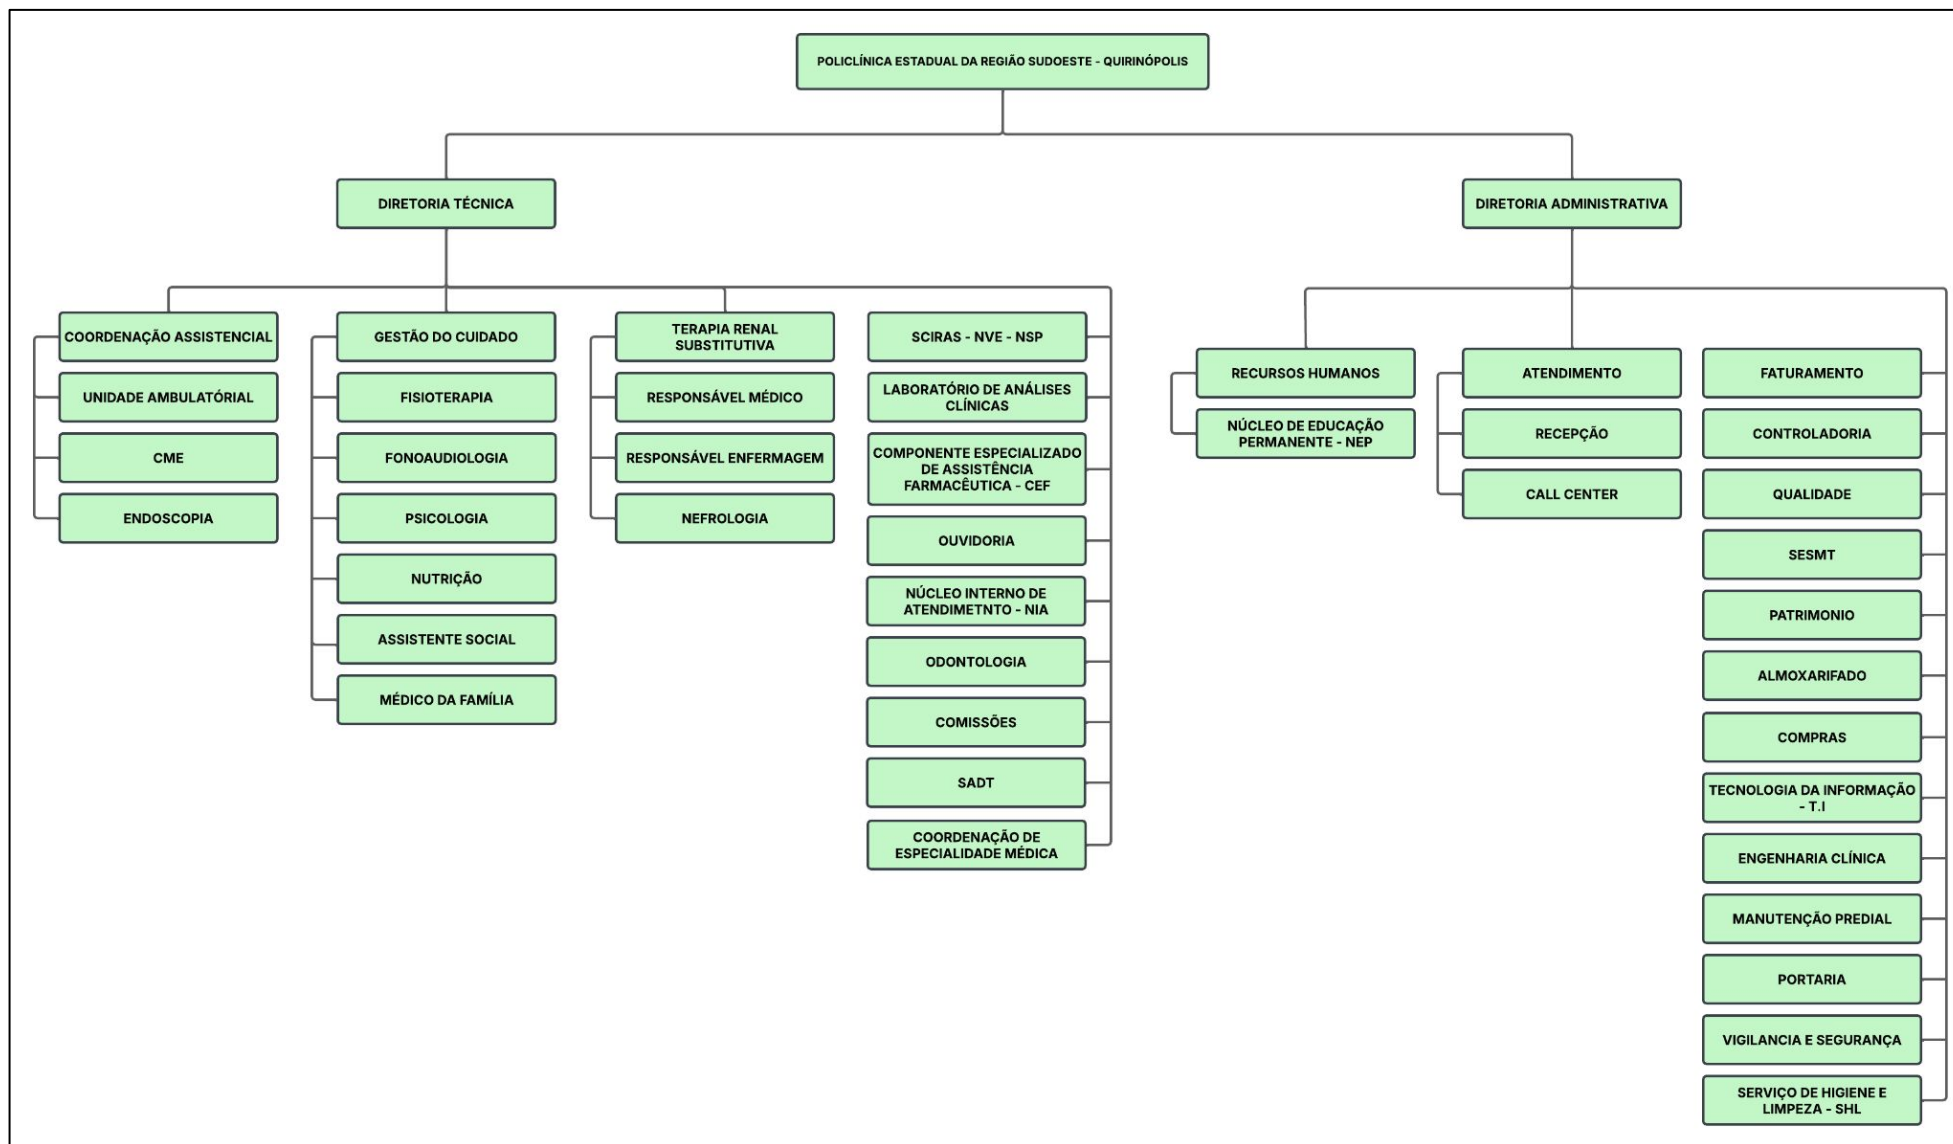 POLICLÍNICA ESTADUAL DA REGIÃO SUDOESTE - QUIRINÓPOLIS
DIRETORIA TÉCNICA
DIRETORIA ADMINISTRATIVA
COORDENAÇÃO ASSISTENCIAL
UNIDADE AMBULATÓRIAL
CME
ENDOSCOPIA
GESTÃO DO CUIDADO
FISIOTERAPIA
FONOAUDIOLOGIA
PSICOLOGIA
NUTRIÇÃO
ASSISTENTE SOCIAL
MÉDICO DA FAMÍLIA
TERAPIA RENAL
SUBSTITUTIVA
RESPONSÁVEL MÉDICO
RESPONSÁVEL ENFERMAGEM
NEFROLOGIA
SCIRAS - NVE - NSP
LABORATÓRIO DE ANÁLISES
CLÍNICAS
COMPONENTE ESPECIALIZADO
DE ASSISTÊNCIA
FARMACÊUTICA - CEF
OUVIDORIA
NÚCLEO INTERNO DE
ATENDIMETNTO - NIA
ODONTOLOGIA
COMISSÕES
SADT
COORDENAÇÃO DE
ESPECIALIDADE MÉDICA
RECURSOS HUMANOS
NÚCLEO DE EDUCAÇÃO
PERMANENTE - NEP
ATENDIMENTO
RECEPÇÃO
CALL CENTER
FATURAMENTO
CONTROLADORIA
QUALIDADE
SESMT
PATRIMONIO
ALMOXARIFADO
COMPRAS
TECNOLOGIA DA INFORMAÇÃO
- T.I
ENGENHARIA CLÍNICA
MANUTENÇÃO PREDIAL
PORTARIA
VIGILANCIA E SEGURANÇA
SERVIÇO DE HIGIENE E
LIMPEZA - SHL